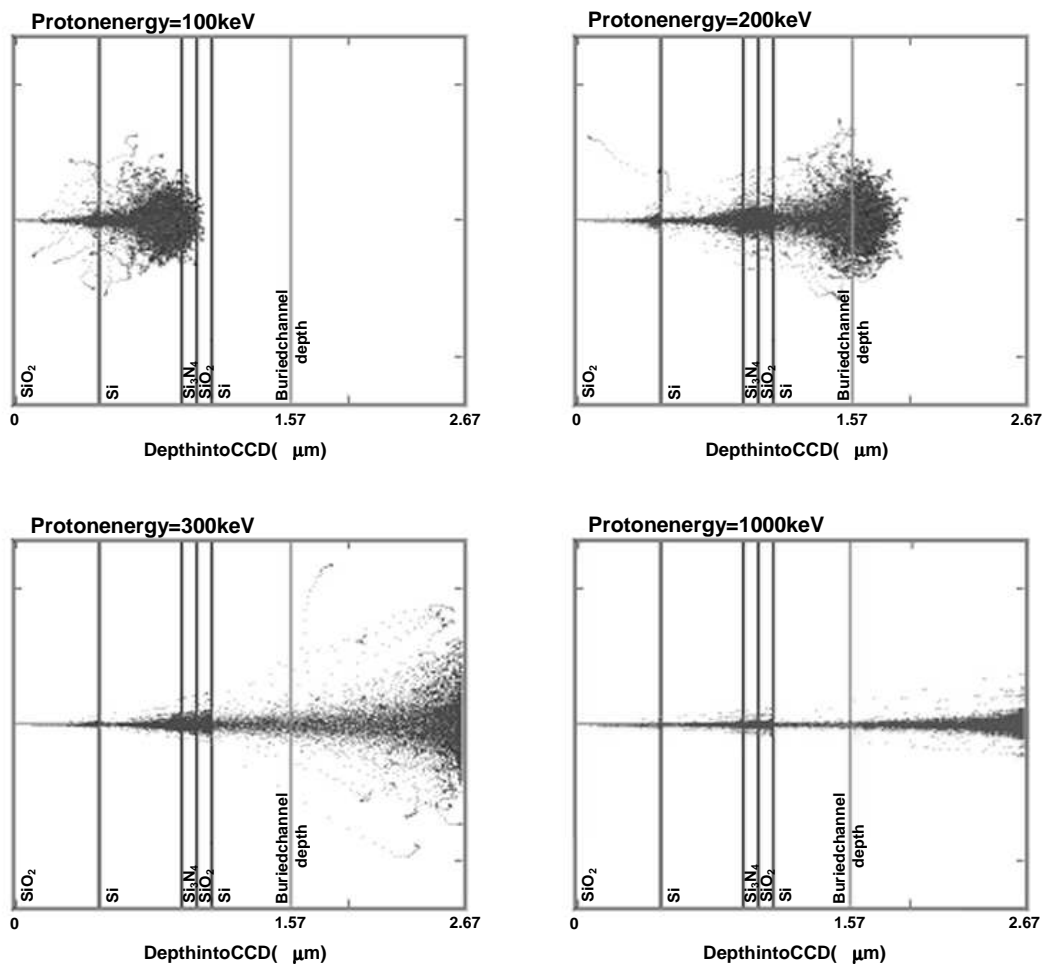 Protonenergy=100keV
SiO2
Si
Si3N4
SiO2
Si
Buriedchannel
depth
0
1.57
2.67
DepthintoCCD( μm)
Protonenergy=200keV
SiO2
Si
Si3N4
SiO2
Si
Buriedchannel
depth
0
1.57
2.67
DepthintoCCD( μm)
Protonenergy=300keV
SiO2
Si
Si3N4
SiO2
Si
Buriedchannel
depth
0
1.57
2.67
DepthintoCCD( μm)
Protonenergy=1000keV
SiO2
Si
Si3N4
SiO2
Si
Buriedchannel
depth
0
1.57
2.67
DepthintoCCD( μm)